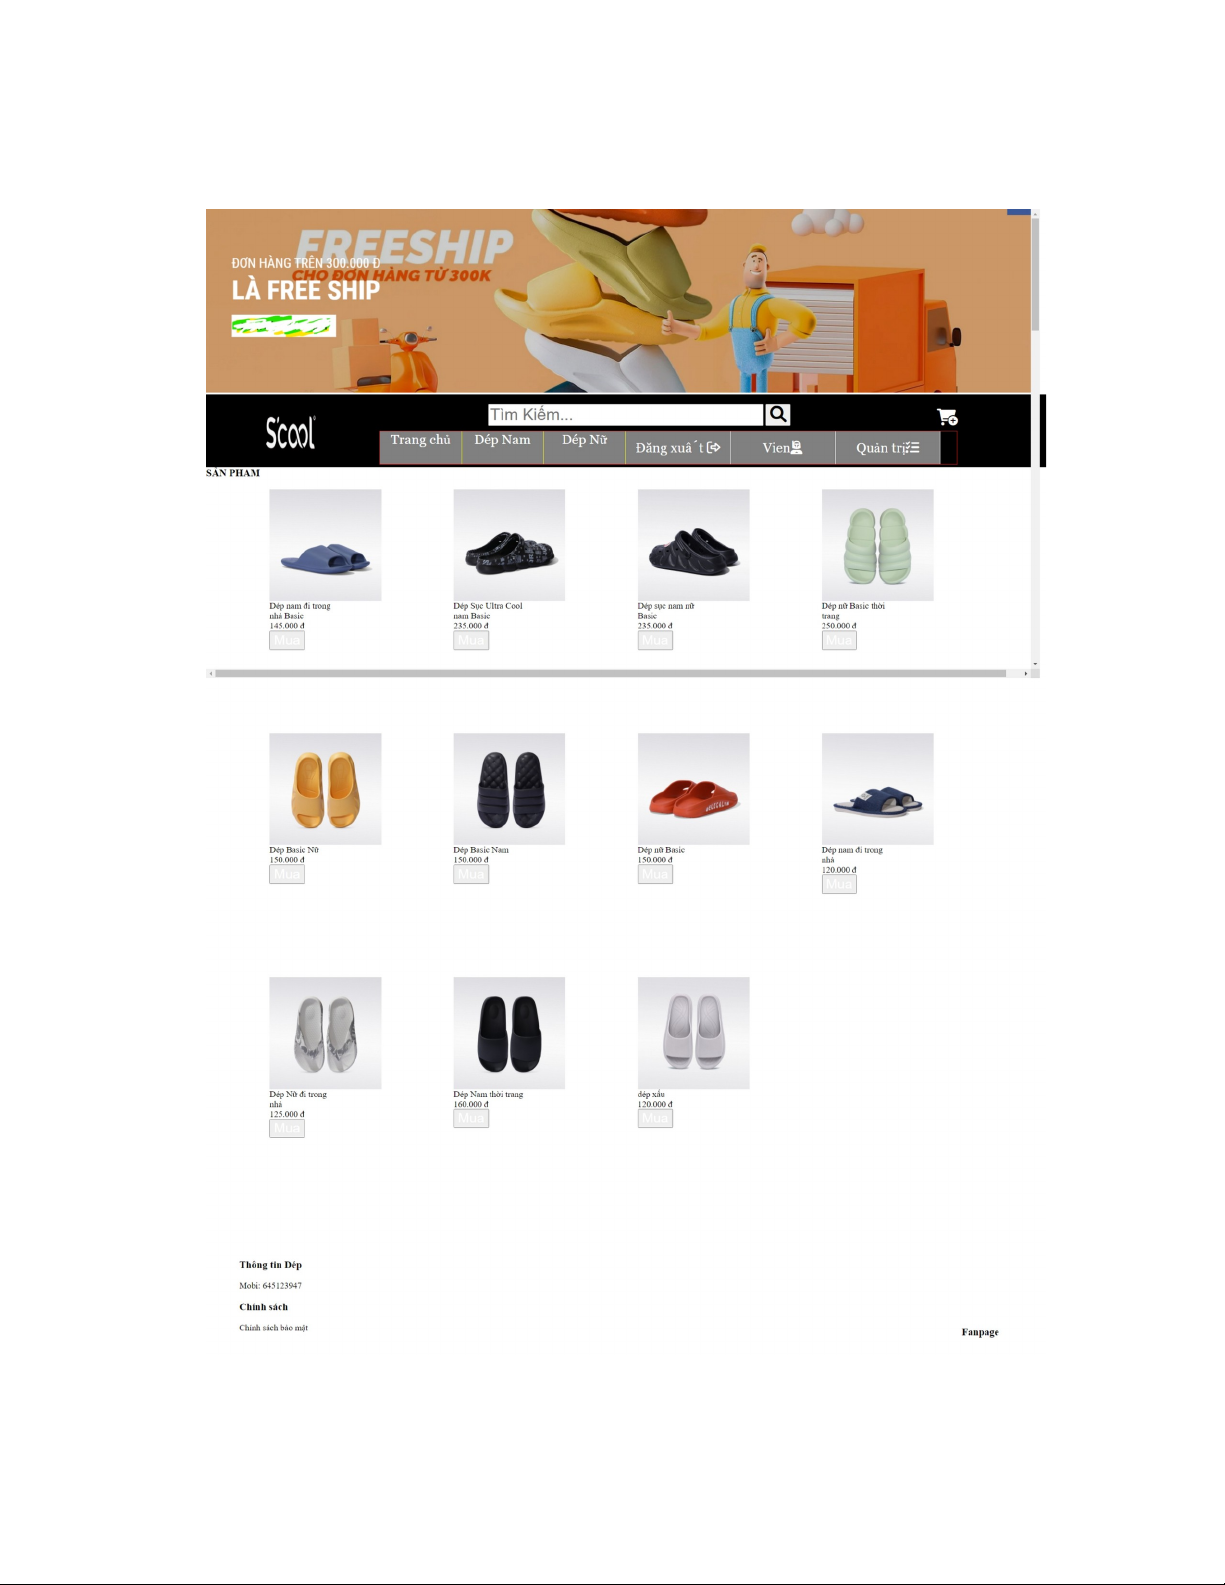 FREESHIP
ĐƠN HÀNG TRÊN 300.000 Đ
CHO ĐƠN HÀNG TỪ 300K
LÀ FREE SHIP
S'cool
Tìm Kiếm...
Trang chủ
Dép Nam
Dép Nữ
Đăng xuất
Vien
Quản trị
SẢN PHAM
Dép nam đi trong
nhà Basic
145.000 đ
Mua
Dép Sục Ultra Cool
nam Basic
235.000 đ
Mua
Dép sục nam nữ
Basic
235.000 đ
Mua
Dép nữ Basic thời
trang
250.000 đ
Mua
Dép Basic Nữ
150.000 đ
Mua
Dép Basic Nam
150.000 đ
Mua
Dép nữ Basic
150.000 đ
Mua
Dép nam đi trong
nhà
120.000 đ
Mua
Dép Nữ đi trong
nhà
125.000 đ
Mua
Dép Nam thời trang
160.000 đ
Mua
dép xấu
120.000 đ
Mua
Thông tin Dép
Mobi: 645123947
Chính sách
Chính sách bảo mật
Fanpage